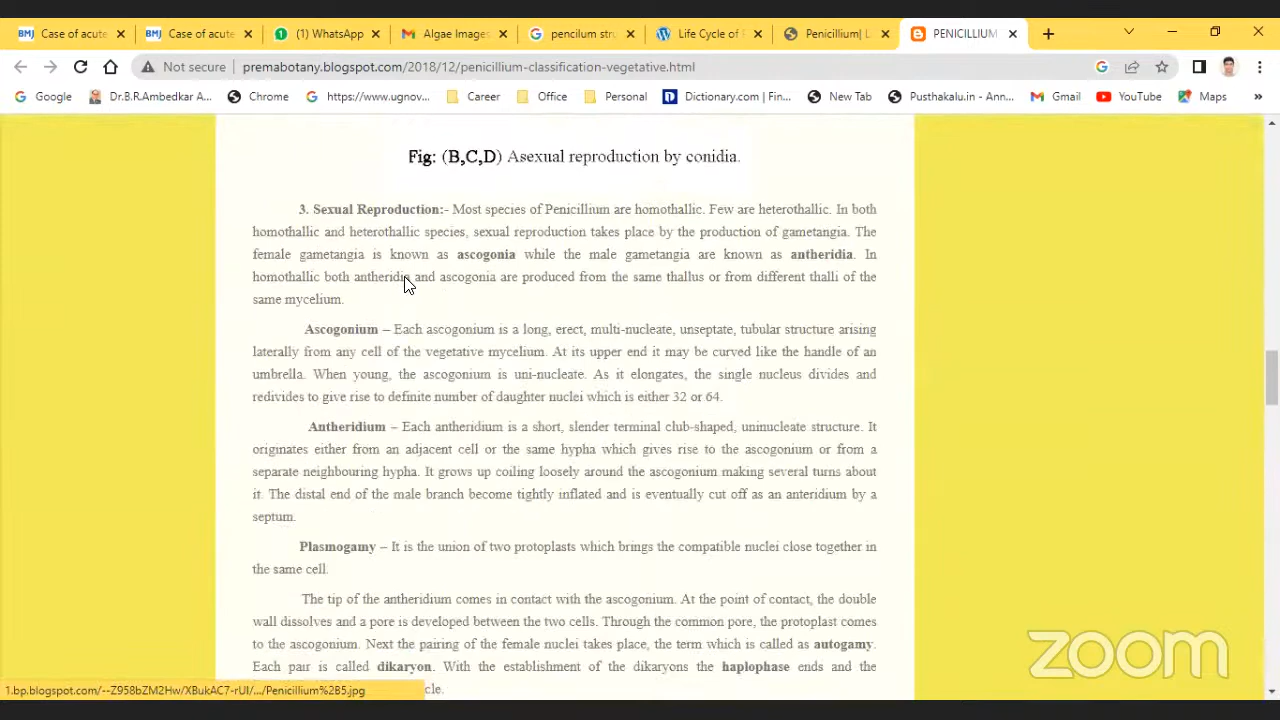 Case of acute
Case of acute
(1) WhatsApp
Algae Images
pencilum stru
Life Cycle of
Penicillium| L
PENICILLIUM
Not secure
premabotany.blogspot.com/2018/12/penicillium-classification-vegetative.html
Google
Dr.B.R.Ambedkar A...
Chrome
https://www.ugnov...
Career
Office
Personal
Dictionary.com | Fin...
New Tab
Pusthakalu.in - Ann...
Gmail
YouTube
Maps
»
Fig: (B,C,D) Asexual reproduction by conidia.
3. Sexual Reproduction:- Most species of Penicillium are homothallic. Few are heterothallic. In both
homothallic and heterothallic species, sexual reproduction takes place by the production of gametangia. The
female gametangia is known as ascogonia while the male gametangia are known as antheridia. In
homothallic both antheridia and ascogonia are produced from the same thallus or from different thalli of the
same mycelium.
Ascogonium – Each ascogonium is a long, erect, multi-nucleate, unseptate, tubular structure arising
laterally from any cell of the vegetative mycelium. At its upper end it may be curved like the handle of an
umbrella. When young, the ascogonium is uni-nucleate. As it elongates, the single nucleus divides and
redivides to give rise to definite number of daughter nuclei which is either 32 or 64.
Antheridium – Each antheridium is a short, slender terminal club-shaped, uninucleate structure. It
originates either from an adjacent cell or the same hypha which gives rise to the ascogonium or from a
separate neighbouring hypha. It grows up coiling loosely around the ascogonium making several turns about
it. The distal end of the male branch become tightly inflated and is eventually cut off as an anteridium by a
septum.
Plasmogamy – It is the union of two protoplasts which brings the compatible nuclei close together in
the same cell.
The tip of the antheridium comes in contact with the ascogonium. At the point of contact, the double
wall dissolves and a pore is developed between the two cells. Through the common pore, the protoplast comes
to the ascogonium. Next the pairing of the female nuclei takes place, the term which is called as autogamy.
Each pair is called dikaryon. With the establishment of the dikaryons the haplophase ends and the
cle.
1.bp.blogspot.com/--Z958bZM2Hw/XBukAC7-rUI/.../Penicillium%2B5.jpg
zoom